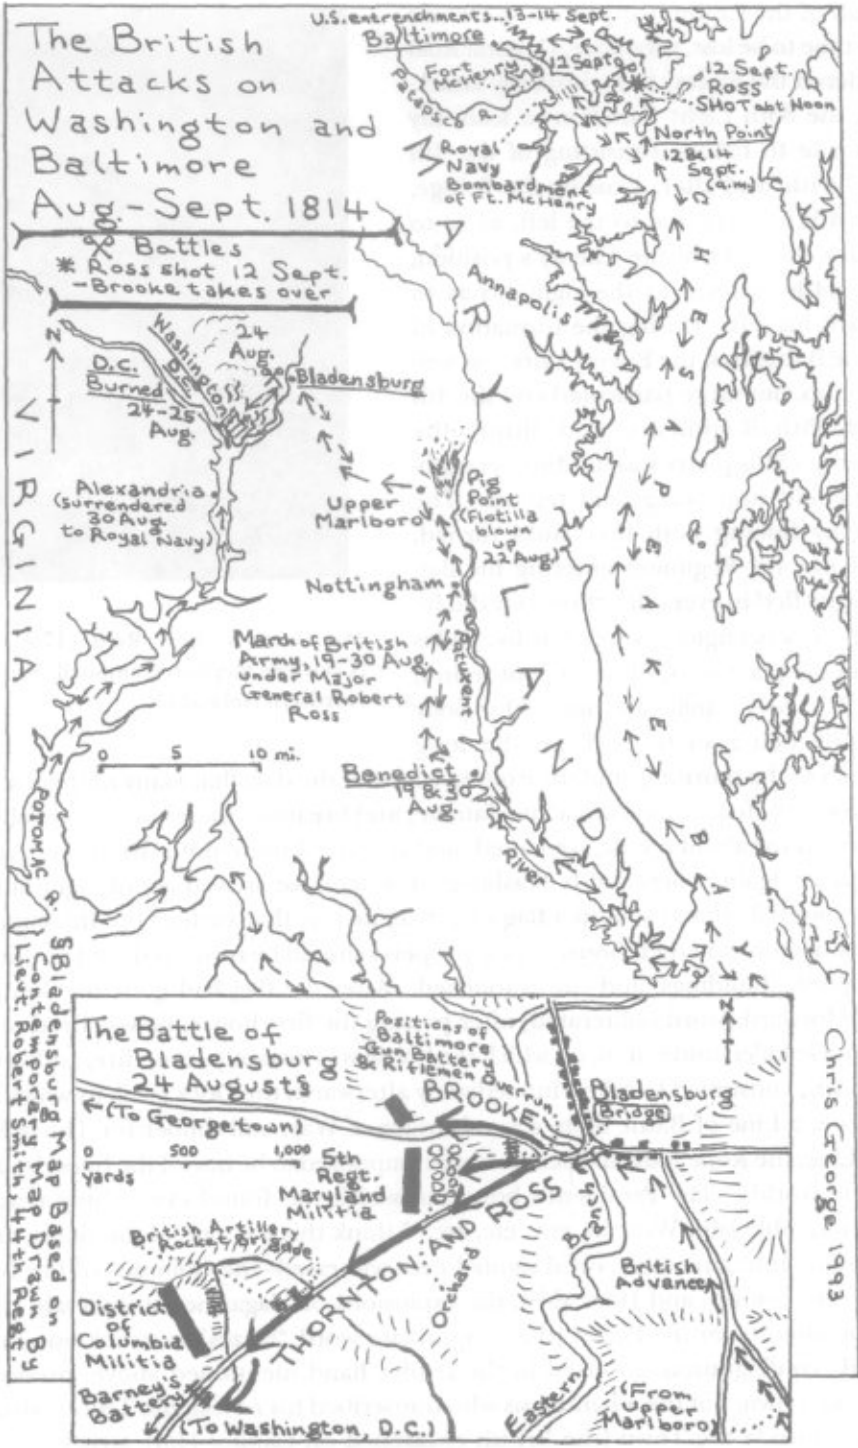 The British
Attacks on
Washington and
Baltimore
Aug.-Sept. 1814
Battles
* Ross shot 12 Sept.
-Brooke takes over
U.S. entrenchments...13-14 Sept.
Baltimore
Fort
McHenry
12 Sept
Patapsco R.
12 Sept.
ROSS
SHOT abt Noon
North Point
12 & 14
Sept.
(a.m.)
Royal
Navy
Bombardment
of Ft. McHenry
MARYLAND
CHESAPEAKE BAY
Annapolis
N
Washington
D.C.
24
Aug.
Bladensburg
D.C.
Burned
24-25
Aug.
VIRGINIA
Alexandria
(surrendered
30 Aug.
to Royal Navy)
Upper
Marlboro
Pig
Point
(Flotilla
blown
up
22 Aug.)
Nottingham
Patuxent
River
March of British
Army, 19-30 Aug.
under Major
General Robert
Ross
0 5 10 mi.
Benedict
19 & 30
Aug.
POTOMAC R.
§Bladensburg Map Based on
Contemporary Map Drawn By
Lieut. Robert Smith, 44th Regt.
Chris George 1993
The Battle of
Bladensburg
24 August§
Positions of
Baltimore
Gun Battery
& Riflemen
Overrun
BROOKE
Bladensburg
(Bridge)
N
(To Georgetown)
0 500 1,000
yards
5th
Regt.
Maryland
Militia
Orchard
THORNTON AND ROSS
British Artillery
Rocket Brigade
District
of
Columbia
Militia
Barney's
Battery
(To Washington, D.C.)
Eastern Branch
British
Advance
(From
Upper
Marlboro)